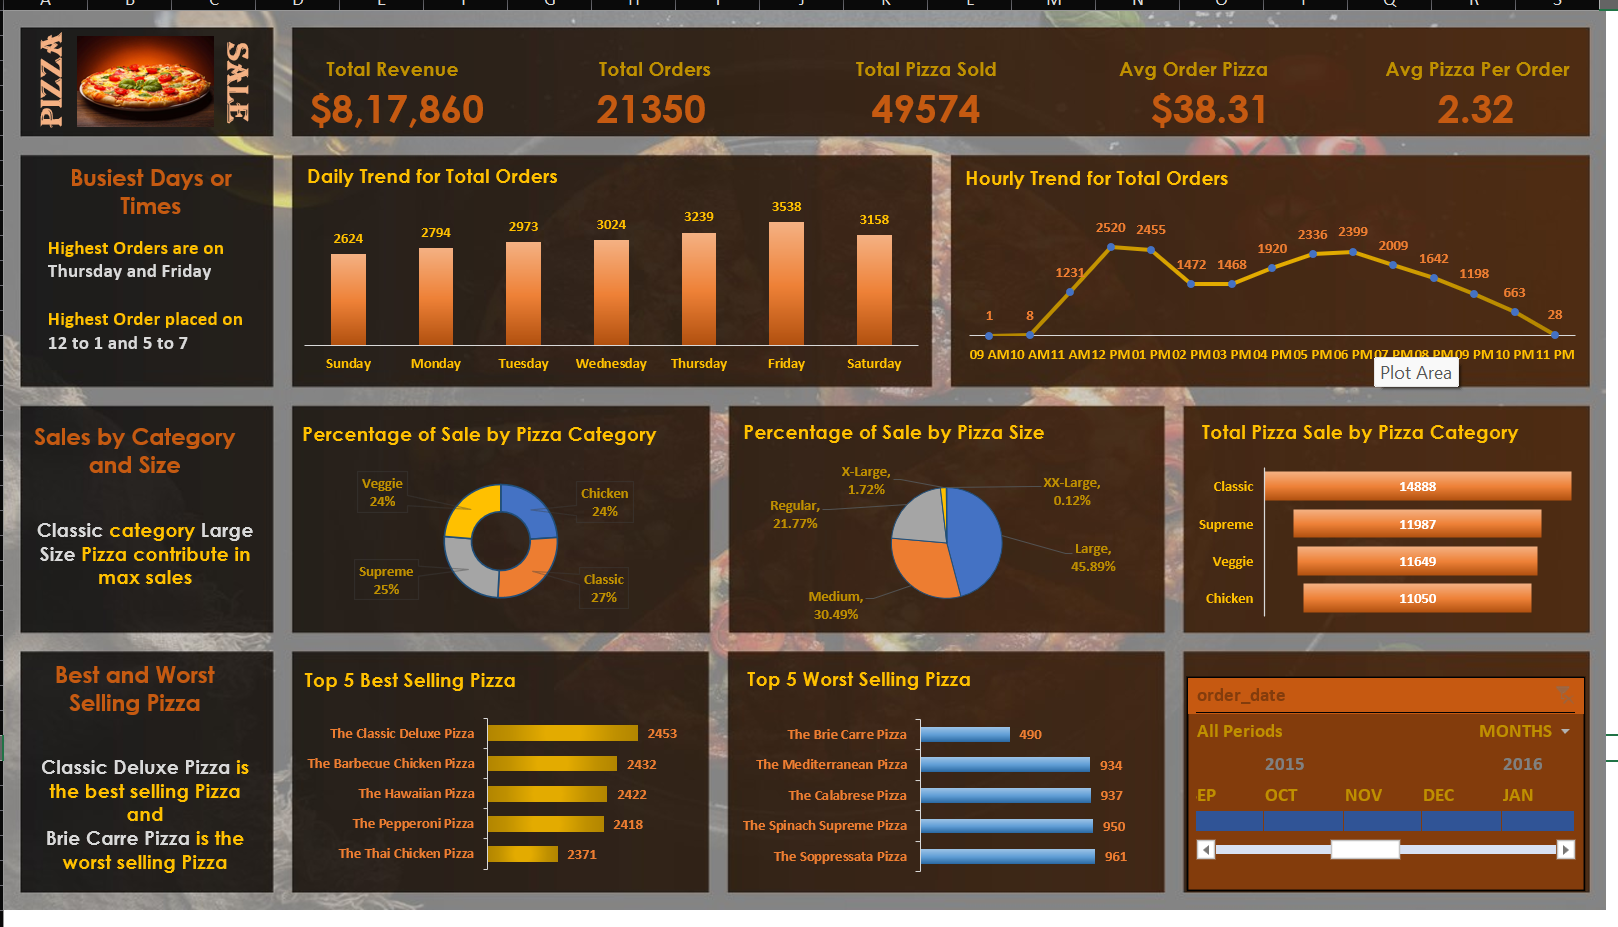 A B C D E F G H I J K L M N O P Q R S
PIZZA
SALE
Total Revenue
$8,17,860
Total Orders
21350
Total Pizza Sold
49574
Avg Order Pizza
$38.31
Avg Pizza Per Order
2.32
Busiest Days or
Times
Highest Orders are on
Thursday and Friday
Highest Order placed on
12 to 1 and 5 to 7
Daily Trend for Total Orders
2624
2794
2973
3024
3239
3538
3158
Sunday
Monday
Tuesday
Wednesday
Thursday
Friday
Saturday
Hourly Trend for Total Orders
1
8
1231
2520
2455
1472
1468
1920
2336
2399
2009
1642
1198
663
28
09 AM 10 AM 11 AM 12 PM 01 PM 02 PM 03 PM 04 PM 05 PM 06 PM 07 PM 08 PM 09 PM 10 PM 11 PM
Plot Area
Sales by Category
and Size
Classic category Large
Size Pizza contribute in
max sales
Percentage of Sale by Pizza Category
Veggie
24%
Chicken
24%
Supreme
25%
Classic
27%
Percentage of Sale by Pizza Size
X-Large,
1.72%
XX-Large,
0.12%
Regular,
21.77%
Large,
45.89%
Medium,
30.49%
Total Pizza Sale by Pizza Category
Classic
14888
Supreme
11987
Veggie
11649
Chicken
11050
Best and Worst
Selling Pizza
Classic Deluxe Pizza is
the best selling Pizza
and
Brie Carre Pizza is the
worst selling Pizza
Top 5 Best Selling Pizza
The Classic Deluxe Pizza 2453
The Barbecue Chicken Pizza 2432
The Hawaiian Pizza 2422
The Pepperoni Pizza 2418
The Thai Chicken Pizza 2371
Top 5 Worst Selling Pizza
The Brie Carre Pizza 490
The Mediterranean Pizza 934
The Calabrese Pizza 937
The Spinach Supreme Pizza 950
The Soppressata Pizza 961
order_date
All Periods
MONTHS
2015
2016
EP OCT NOV DEC JAN